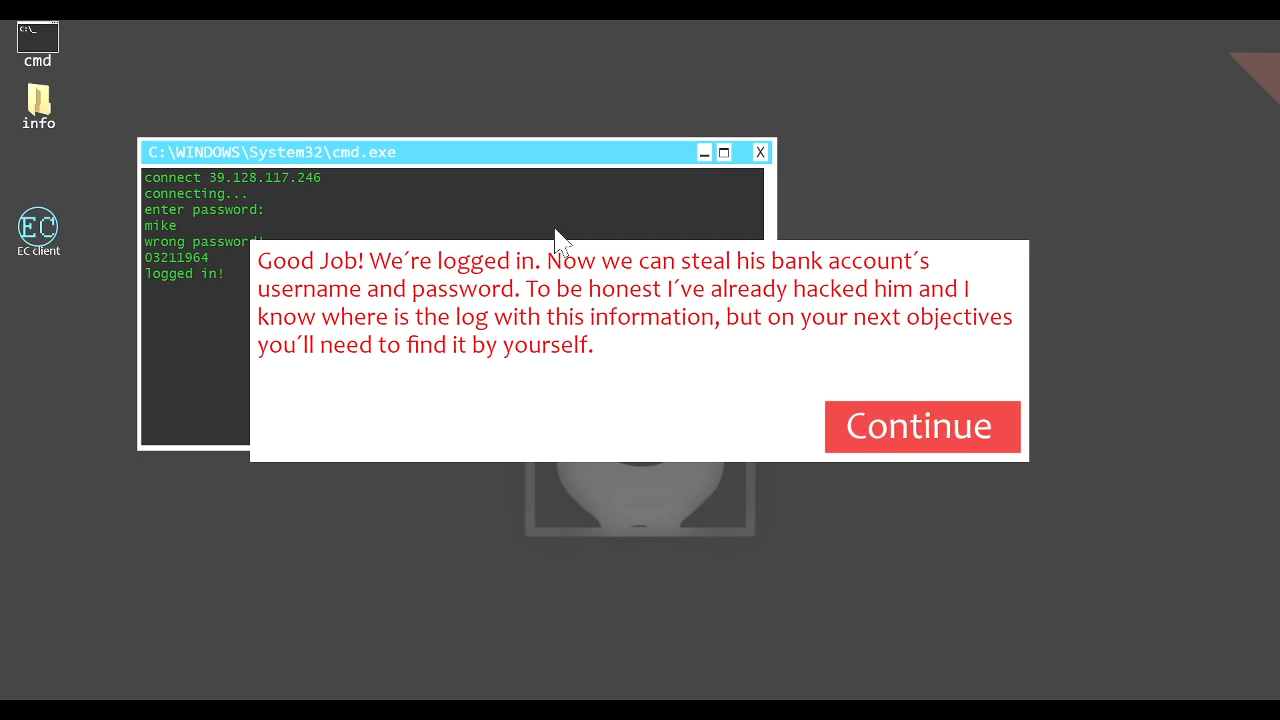 C:\_
cmd
info
EC
EC client
C:\WINDOWS\System32\cmd.exe
X
connect 39.128.117.246
connecting...
enter password:
mike
wrong password!
03211964
logged in!
Good Job! We´re logged in. Now we can steal his bank account´s
username and password. To be honest I´ve already hacked him and I
know where is the log with this information, but on your next objectives
you´ll need to find it by yourself.
Continue